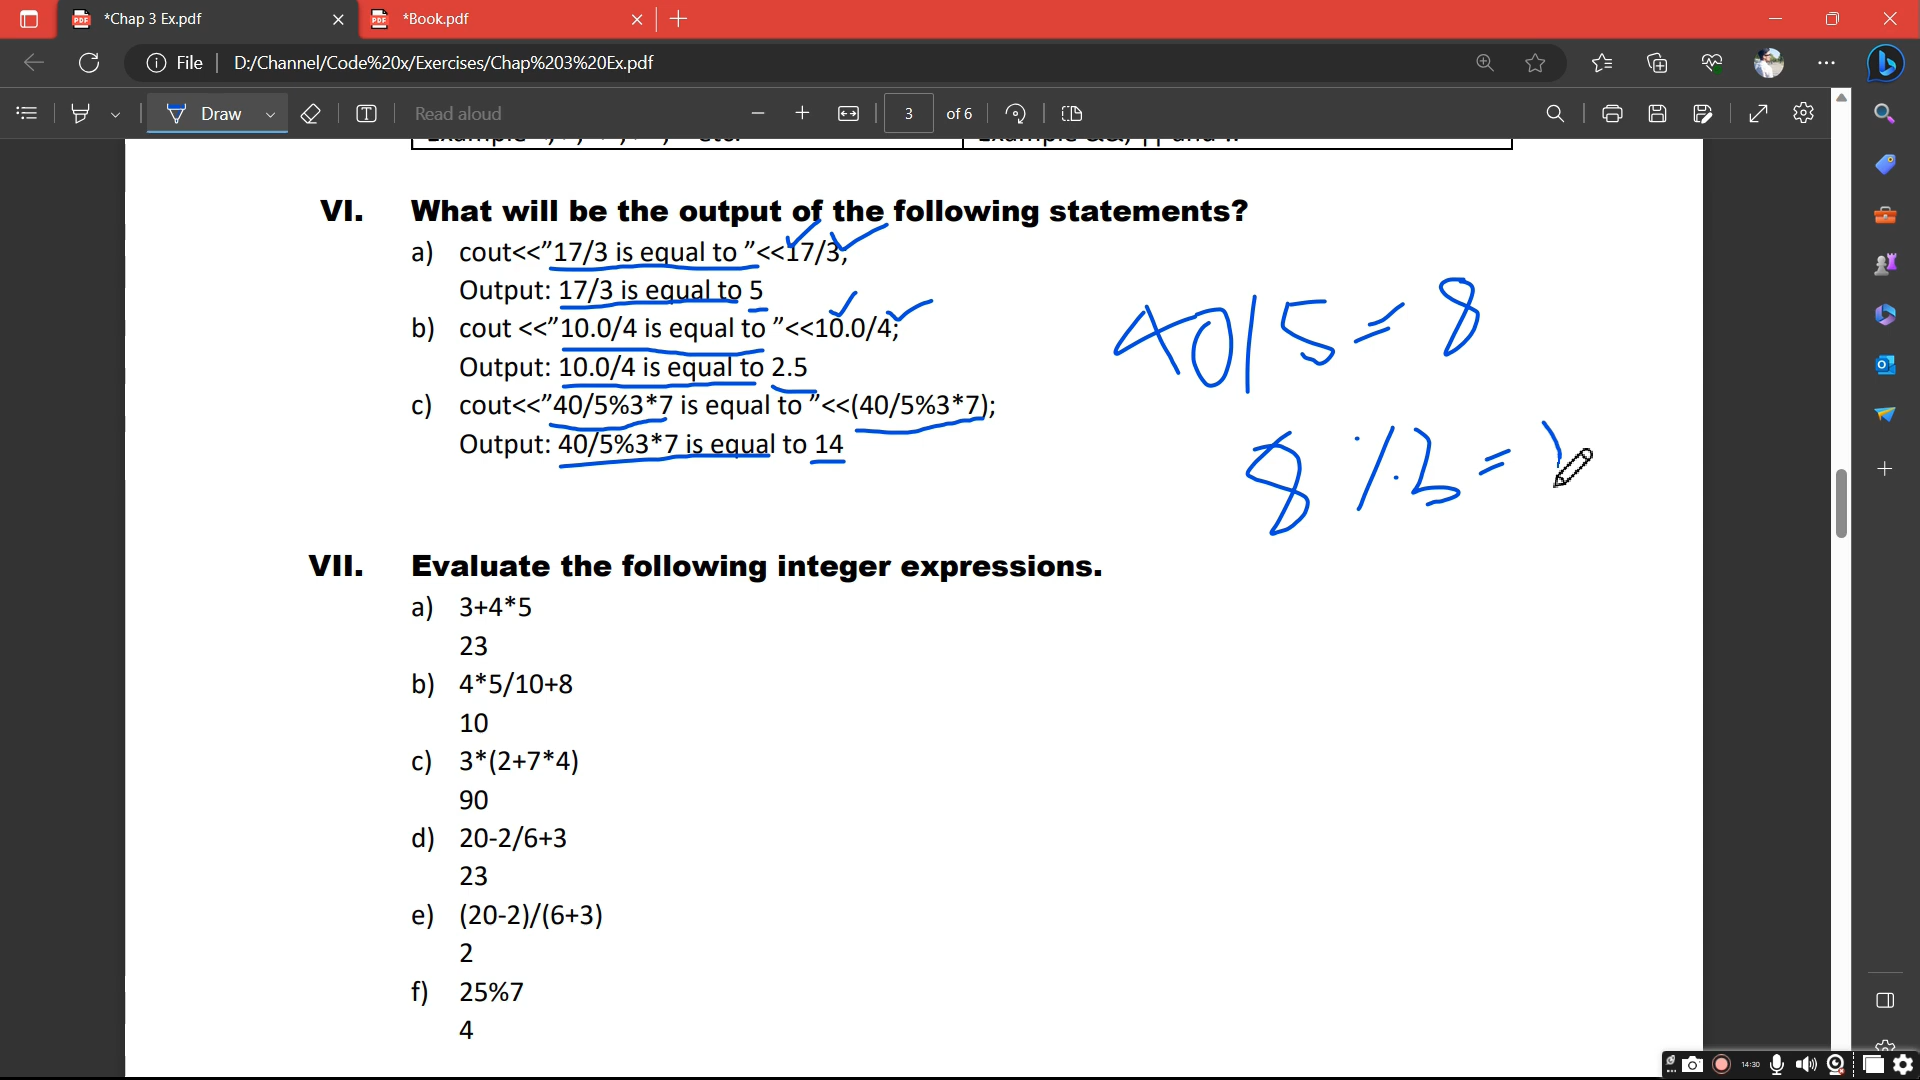 *Chap 3 Ex.pdf
*Book.pdf
File
D:/Channel/Code%20x/Exercises/Chap%203%20Ex.pdf
Draw
Read aloud
3
of 6
VI. What will be the output of the following statements?
a) cout<<”17/3 is equal to ”<<17/3;
Output: 17/3 is equal to 5
b) cout <<”10.0/4 is equal to ”<<10.0/4;
Output: 10.0/4 is equal to 2.5
c) cout<<”40/5%3*7 is equal to ”<<(40/5%3*7);
Output: 40/5%3*7 is equal to 14
40/5=8
8%3=
VII. Evaluate the following integer expressions.
a) 3+4*5
23
b) 4*5/10+8
10
c) 3*(2+7*4)
90
d) 20-2/6+3
23
e) (20-2)/(6+3)
2
f) 25%7
4
14:30